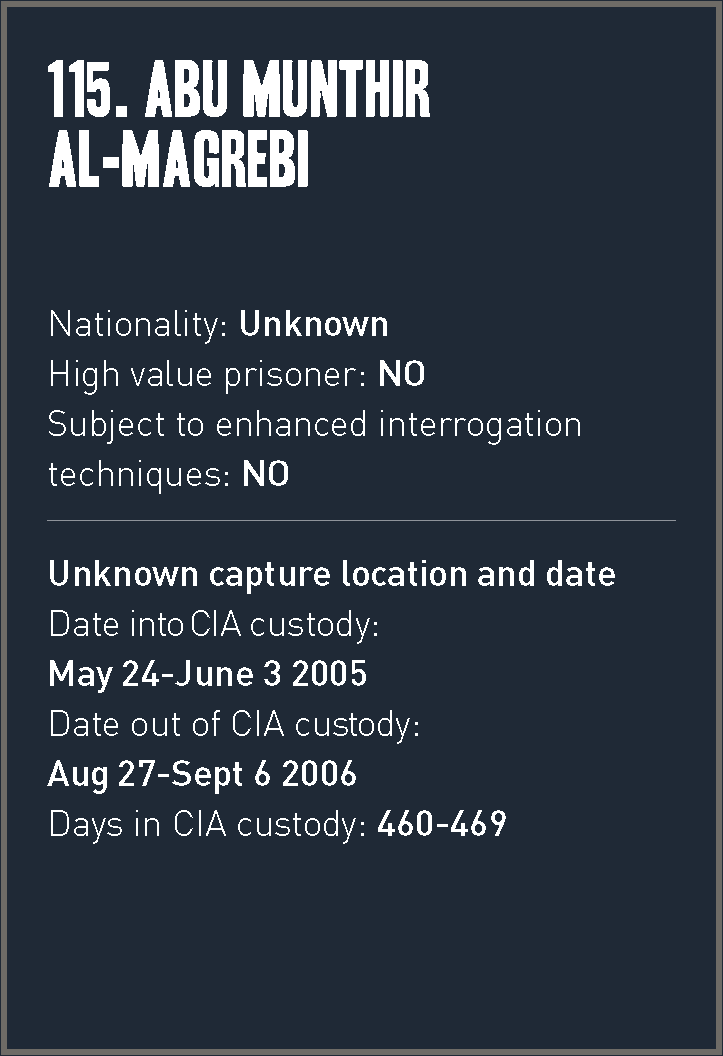 115. ABU MUNTHIR
AL-MAGREBI
Nationality: Unknown
High value prisoner: NO
Subject to enhanced interrogation
techniques: NO
Unknown capture location and date
Date into CIA custody:
May 24-June 3 2005
Date out of CIA custody:
Aug 27-Sept 6 2006
Days in CIA custody: 460-469